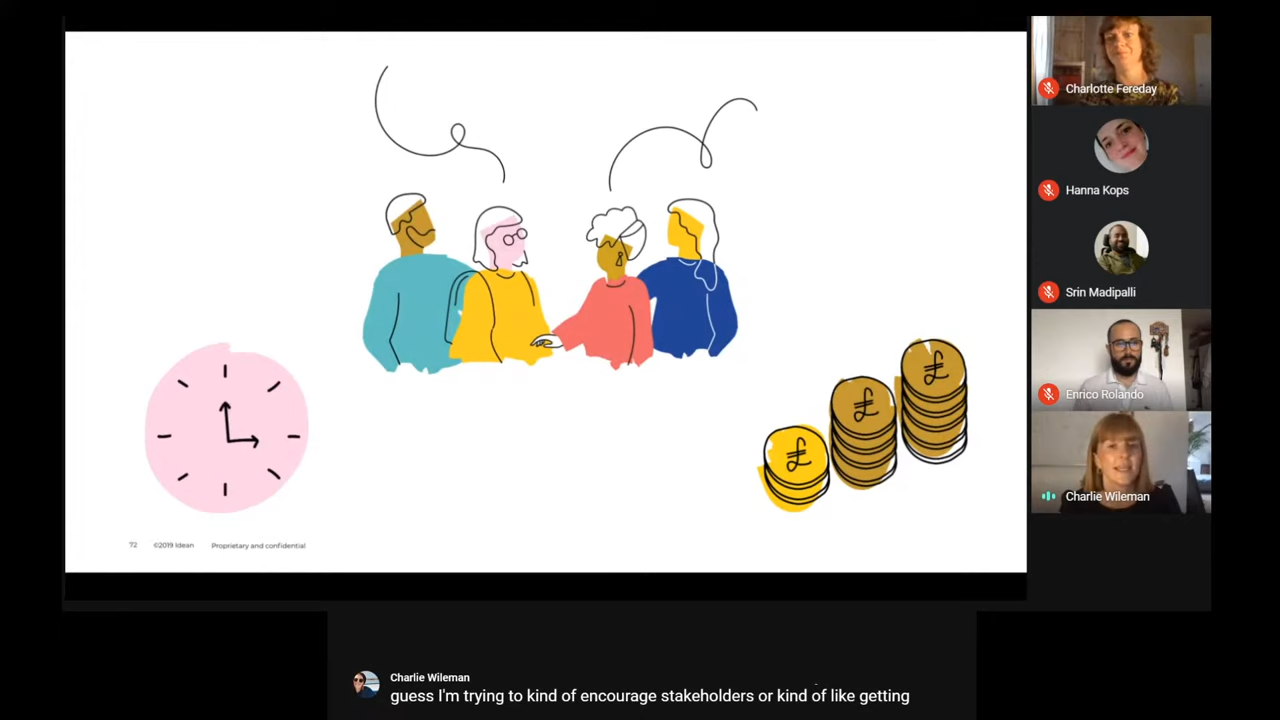 £
£
£
72 ©2019 Idean Proprietary and confidential
Charlotte Fereday
Hanna Kops
Srin Madipalli
Enrico Rolando
Charlie Wileman
Charlie Wileman
guess I'm trying to kind of encourage stakeholders or kind of like getting